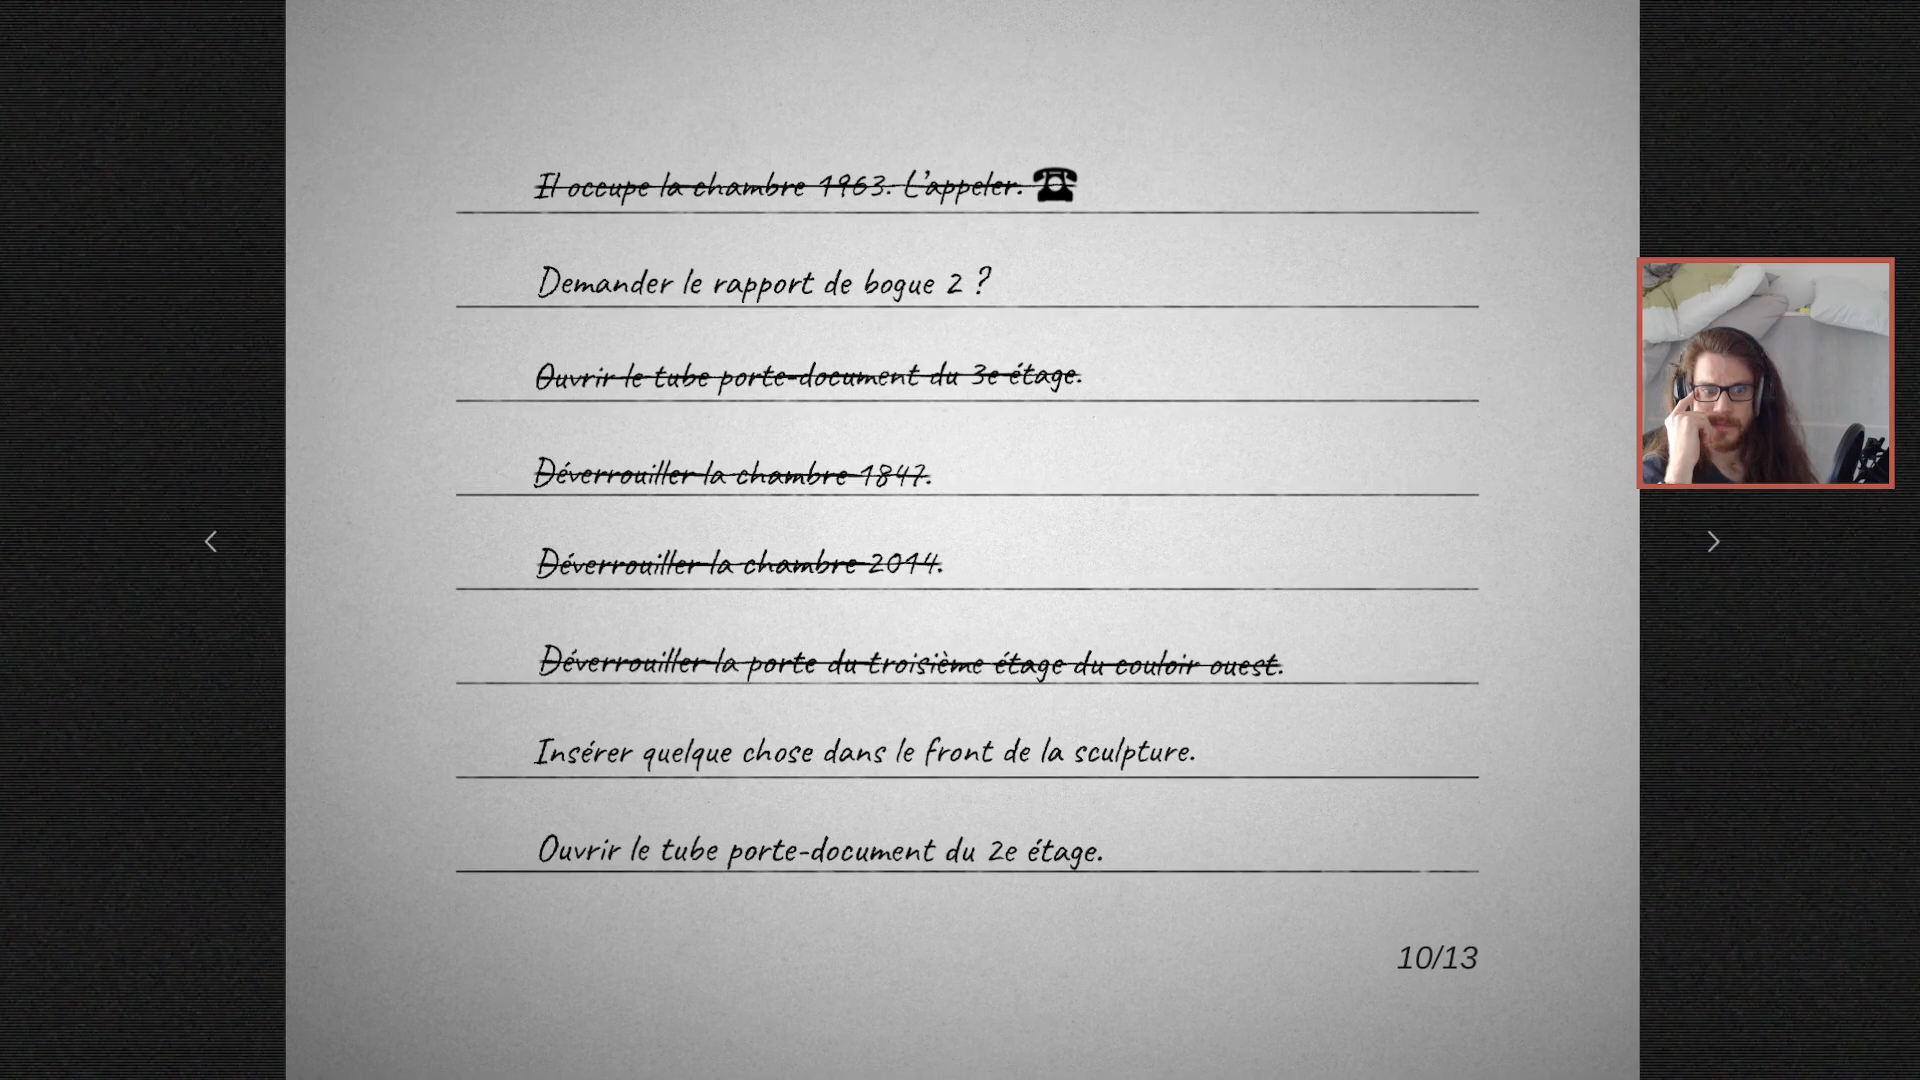 Il occupe la chambre 1963. L'appeler.
Demander le rapport de bogue 2 ?
Ouvrir le tube porte-document du 3e étage.
Déverrouiller la chambre 1847.
Déverrouiller la chambre 2014.
Déverrouiller la porte du troisième étage du couloir ouest.
Insérer quelque chose dans le front de la sculpture.
Ouvrir le tube porte-document du 2e étage.
10/13